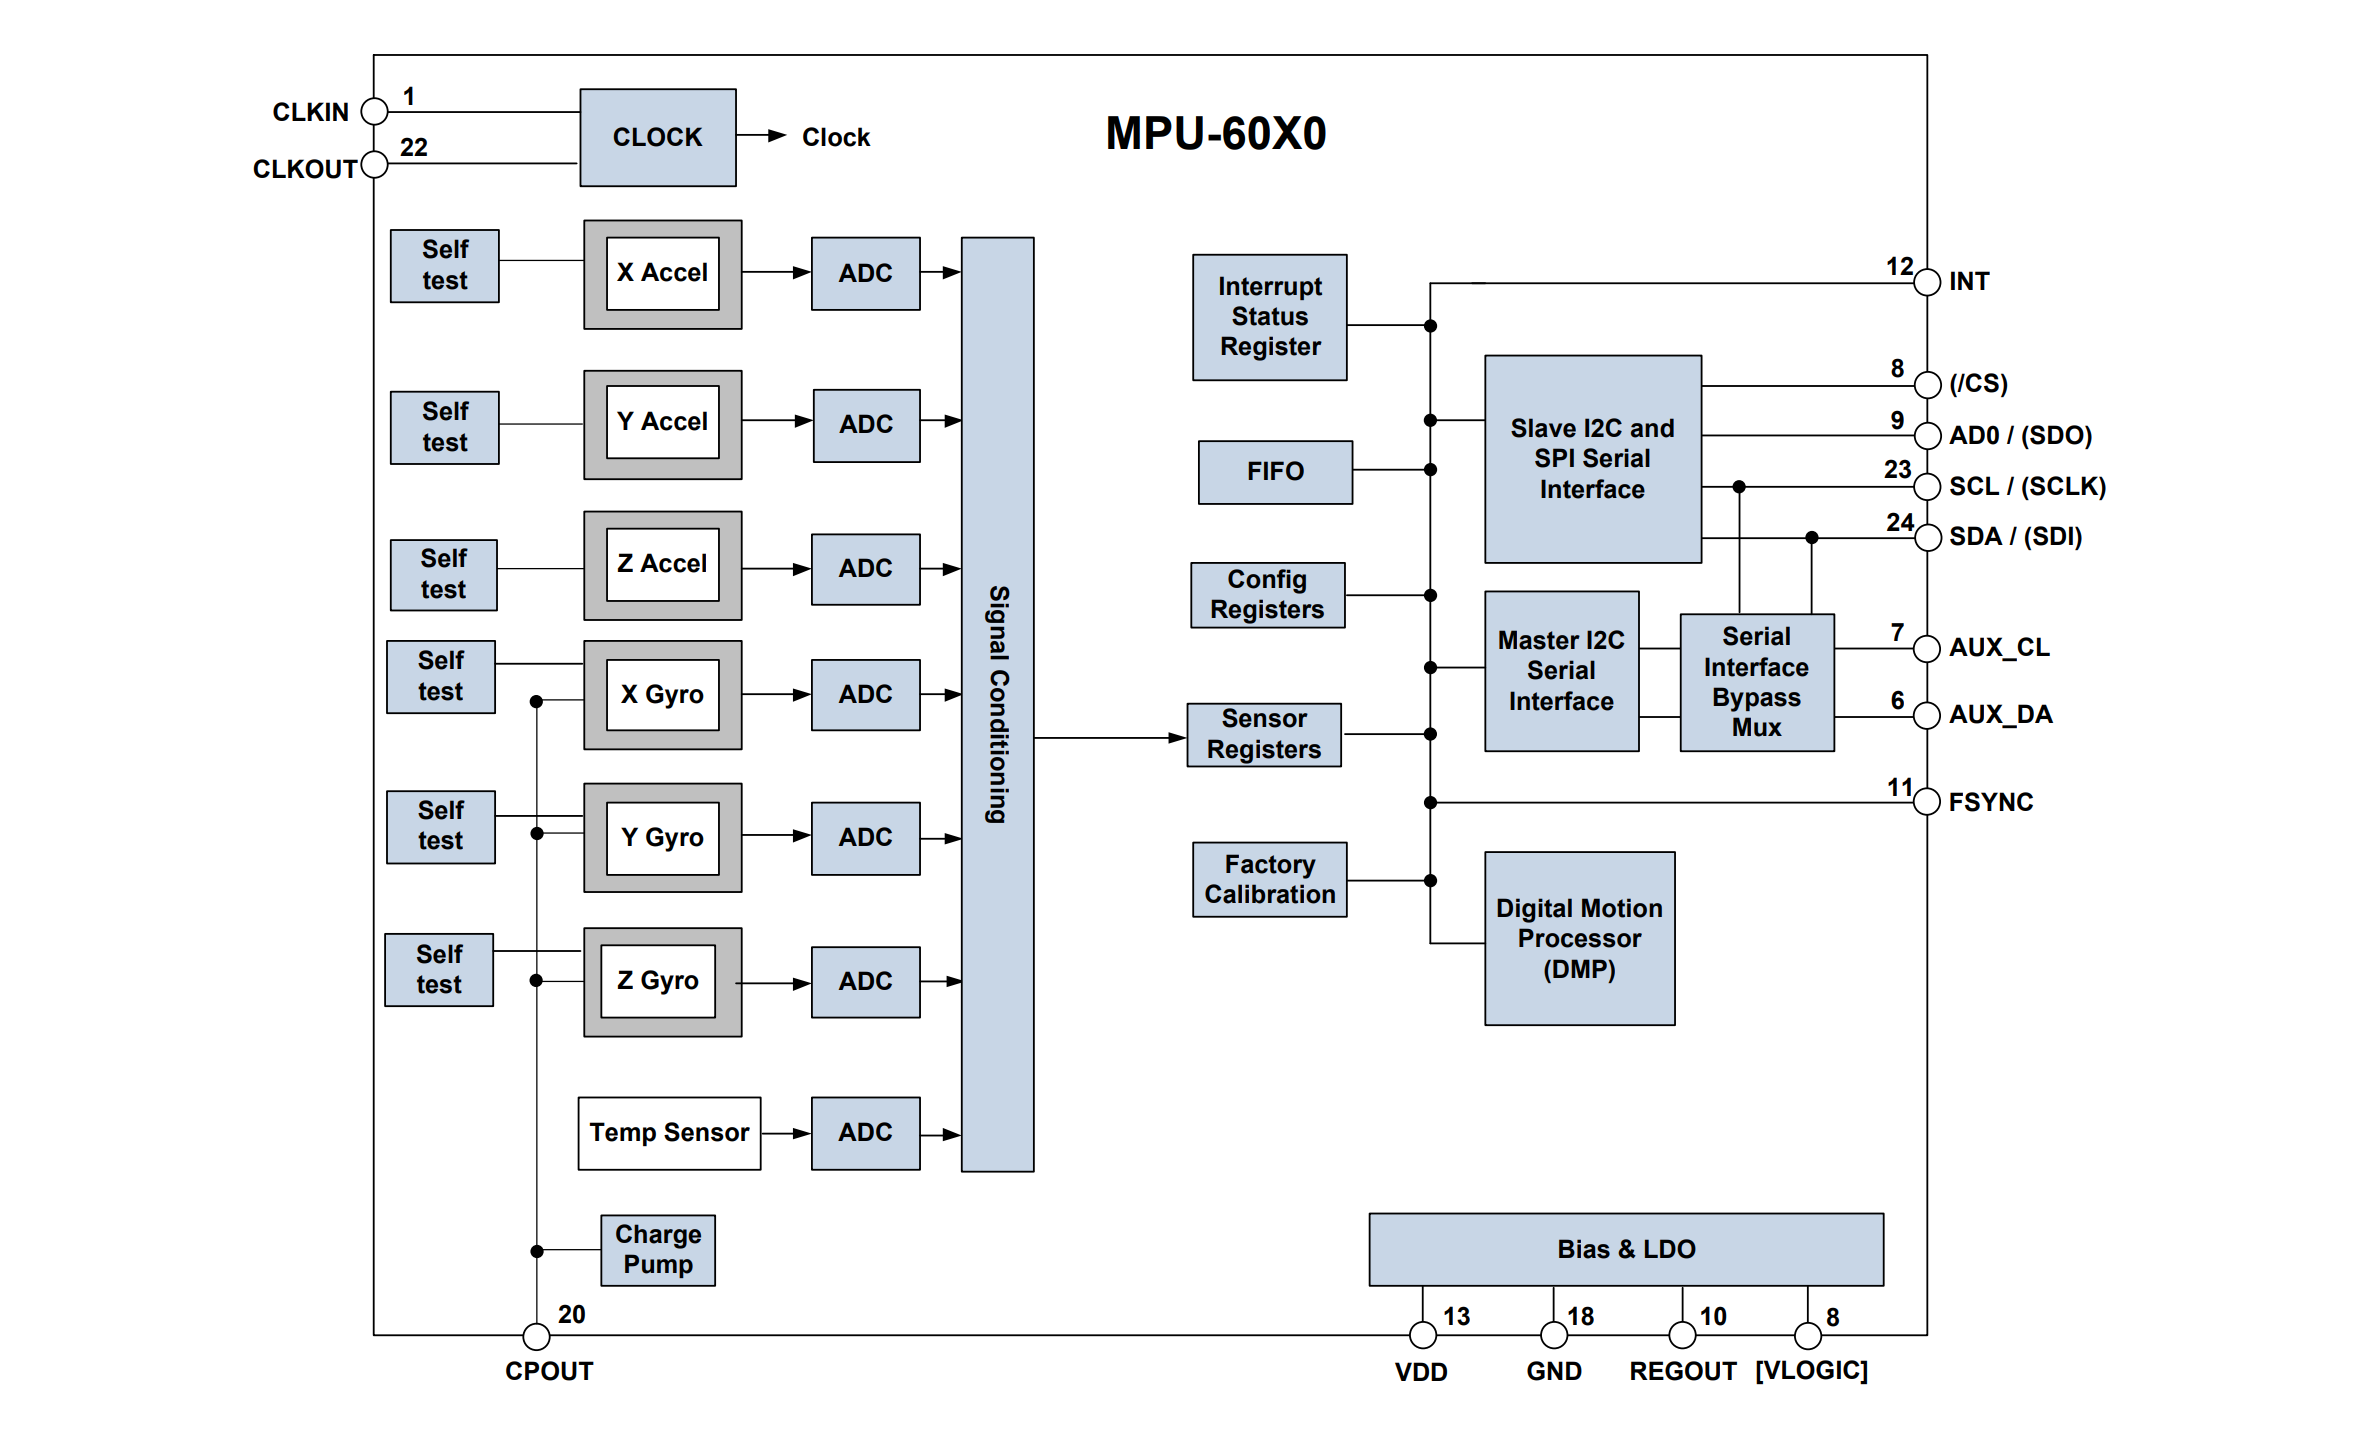 MPU-60X0
CLKIN
1
CLKOUT
22
CLOCK
Clock
Self
test
X Accel
ADC
Self
test
Y Accel
ADC
Self
test
Z Accel
ADC
Self
test
X Gyro
ADC
Self
test
Y Gyro
ADC
Self
test
Z Gyro
ADC
Temp Sensor
ADC
Charge
Pump
20
CPOUT
Signal Conditioning
Interrupt
Status
Register
FIFO
Config
Registers
Sensor
Registers
Factory
Calibration
Slave I2C and
SPI Serial
Interface
Master I2C
Serial
Interface
Serial
Interface
Bypass
Mux
Digital Motion
Processor
(DMP)
12
INT
8
(/CS)
9
AD0 / (SDO)
23
SCL / (SCLK)
24
SDA / (SDI)
7
AUX_CL
6
AUX_DA
11
FSYNC
Bias & LDO
13
VDD
18
GND
10
REGOUT
8
[VLOGIC]